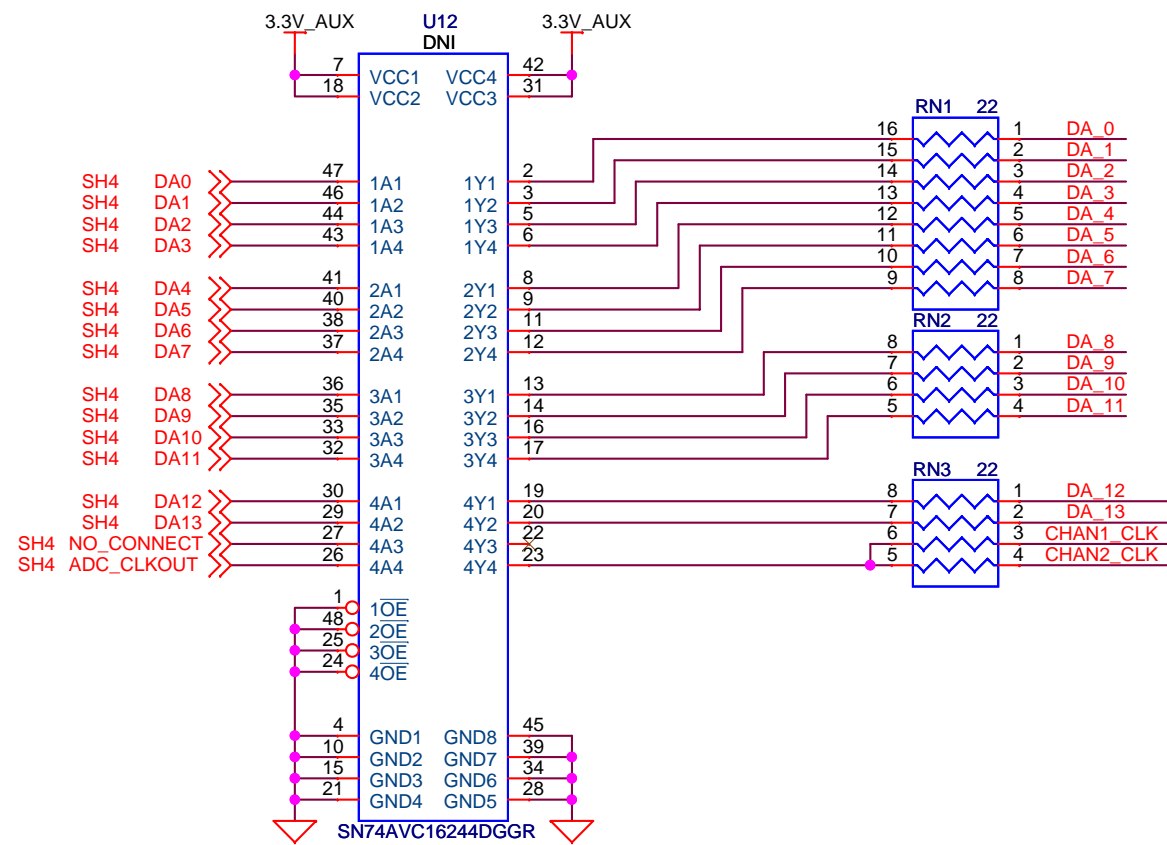 3.3V_AUX U12 3.3V_AUX
DNI
7 VCC1 VCC4 42
18 VCC2 VCC3 31
RN1 22
16 1 DA_0
15 2 DA_1
14 3 DA_2
13 4 DA_3
12 5 DA_4
11 6 DA_5
10 7 DA_6
9 8 DA_7
SH4 DA0 47 1A1 1Y1 2
SH4 DA1 46 1A2 1Y2 3
SH4 DA2 44 1A3 1Y3 5
SH4 DA3 43 1A4 1Y4 6
SH4 DA4 41 2A1 2Y1 8
SH4 DA5 40 2A2 2Y2 9
SH4 DA6 38 2A3 2Y3 11
SH4 DA7 37 2A4 2Y4 12
RN2 22
8 1 DA_8
7 2 DA_9
6 3 DA_10
5 4 DA_11
SH4 DA8 36 3A1 3Y1 13
SH4 DA9 35 3A2 3Y2 14
SH4 DA10 33 3A3 3Y3 16
SH4 DA11 32 3A4 3Y4 17
RN3 22
SH4 DA12 30 4A1 4Y1 19 8 1 DA_12
SH4 DA13 29 4A2 4Y2 20 7 2 DA_13
SH4 NO_CONNECT 27 4A3 4Y3 22 6 3 CHAN1_CLK
SH4 ADC_CLKOUT 26 4A4 4Y4 23 5 4 CHAN2_CLK
1 1OE
48 2OE
25 3OE
24 4OE
4 GND1 GND8 45
10 GND2 GND7 39
15 GND3 GND6 34
21 GND4 GND5 28
SN74AVC16244DGGR